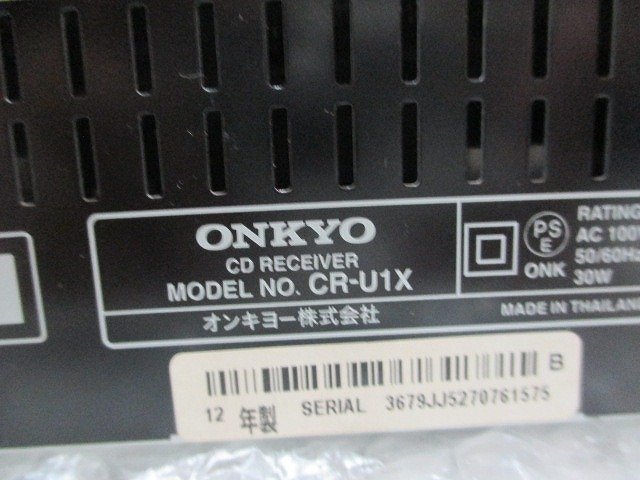 ONKYO
CD RECEIVER
MODEL NO. CR-U1X
オンキヨー株式会社
PS
E
ONK
RATING
AC 100V
50/60Hz
30W
MADE IN THAILAND
B
12 年製 SERIAL 3679JJ5270761575